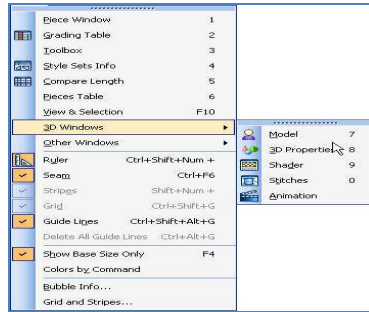 Piece Window 1
Grading Table 2
Toolbox 3
Style Sets Info 4
Compare Length 5
Pieces Table 6
View & Selection F10
3D Windows
Other Windows
Ruler Ctrl+Shift+Num +
Seam Ctrl+F6
Stripes Shift+Num +
Grid Ctrl+Shift+G
Guide Lines Ctrl+Shift+Alt+G
Delete All Guide Lines Ctrl+Alt+G
Show Base Size Only F4
Colors by Command
Bubble Info...
Grid and Stripes...
Model 7
3D Properties 8
Shader 9
Stitches 0
Animation